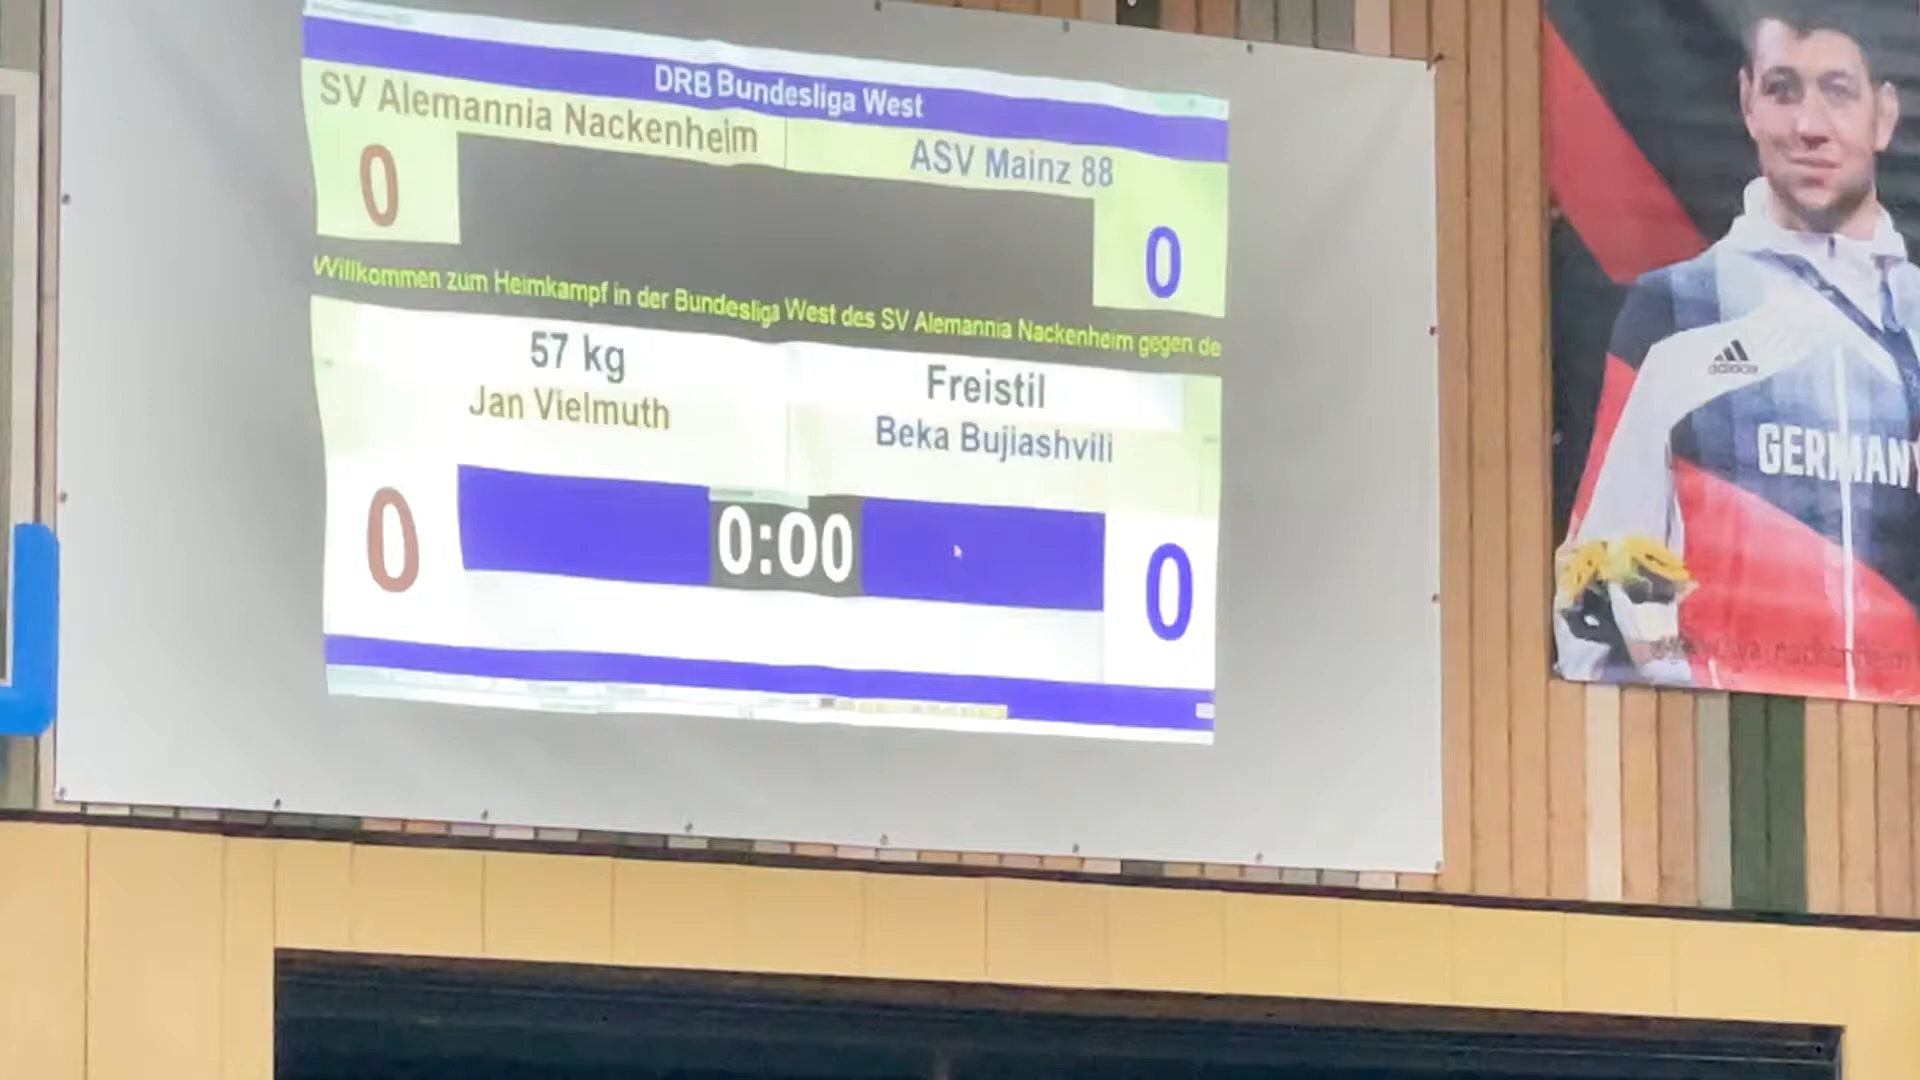 DRB Bundesliga West
SV Alemannia Nackenheim
ASV Mainz 88
0
0
Willkommen zum Heimkampf in der Bundesliga West des SV Alemannia Nackenheim gegen de
57 kg
Freistil
Jan Vielmuth
Beka Bujiashvili
0
0:00
0
adidas
GERMANY